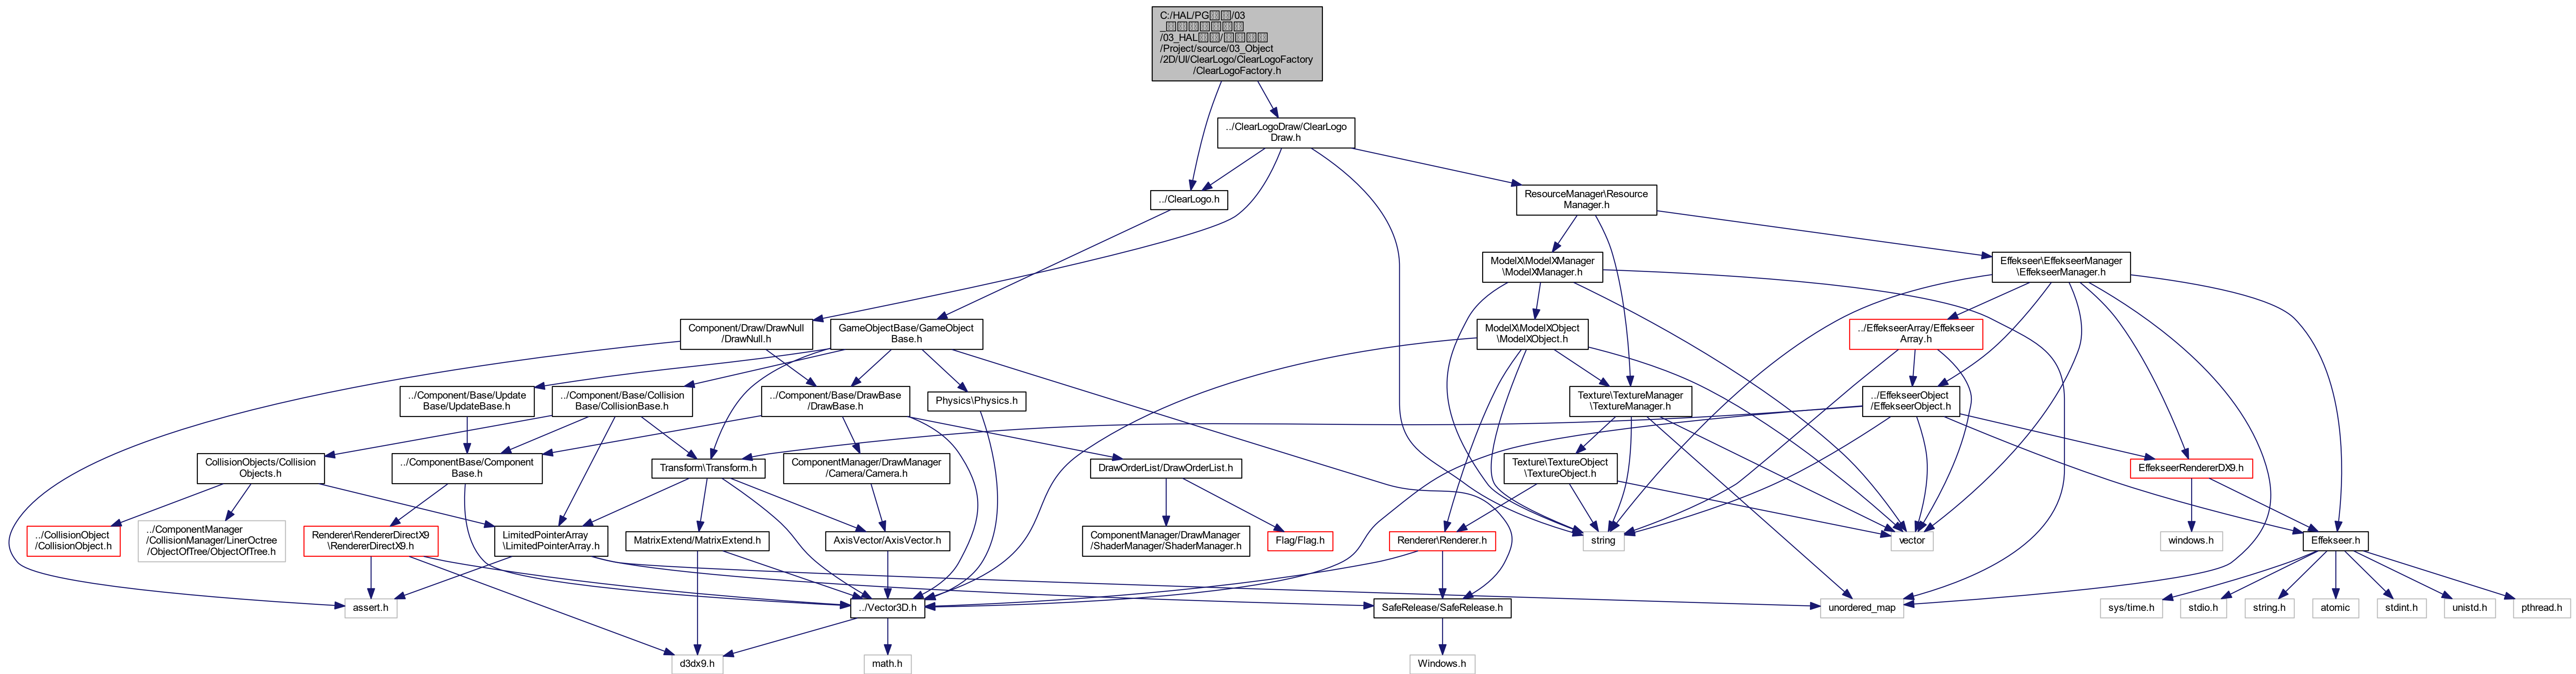 C:/HAL/PG/03
_
/03_HAL/
/Project/source/03_Object
/2D/UI/ClearLogo/ClearLogoFactory
/ClearLogoFactory.h
../ClearLogoDraw/ClearLogo
Draw.h
../ClearLogo.h
ResourceManager\Resource
Manager.h
ModelX\ModelXManager
\ModelXManager.h
Effekseer\EffekseerManager
\EffekseerManager.h
Component/Draw/DrawNull
/DrawNull.h
GameObjectBase/GameObject
Base.h
ModelX\ModelXObject
\ModelXObject.h
../EffekseerArray/Effekseer
Array.h
../Component/Base/Update
Base/UpdateBase.h
../Component/Base/Collision
Base/CollisionBase.h
../Component/Base/DrawBase
/DrawBase.h
Physics\Physics.h
Texture\TextureManager
\TextureManager.h
../EffekseerObject
/EffekseerObject.h
CollisionObjects/Collision
Objects.h
../ComponentBase/Component
Base.h
Transform\Transform.h
ComponentManager/DrawManager
/Camera/Camera.h
DrawOrderList/DrawOrderList.h
Texture\TextureObject
\TextureObject.h
EffekseerRendererDX9.h
../CollisionObject
/CollisionObject.h
../ComponentManager
/CollisionManager/LinerOctree
/ObjectOfTree/ObjectOfTree.h
Renderer\RendererDirectX9
\RendererDirectX9.h
LimitedPointerArray
\LimitedPointerArray.h
MatrixExtend/MatrixExtend.h
AxisVector/AxisVector.h
ComponentManager/DrawManager
/ShaderManager/ShaderManager.h
Flag/Flag.h
Renderer\Renderer.h
string
vector
windows.h
Effekseer.h
assert.h
../Vector3D.h
SafeRelease/SafeRelease.h
unordered_map
sys/time.h
stdio.h
string.h
atomic
stdint.h
unistd.h
pthread.h
d3dx9.h
math.h
Windows.h